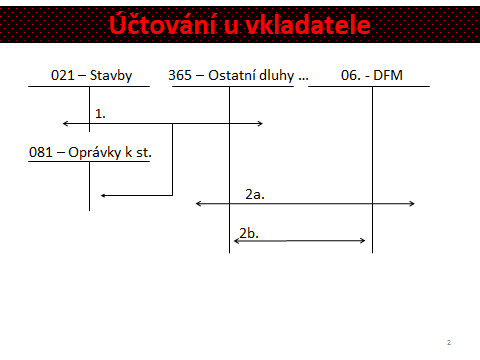 Účtování u vkladatele
021 – Stavby
365 – Ostatní dluhy ...
06. - DFM
1.
081 – Oprávky k st.
2a.
2b.
2